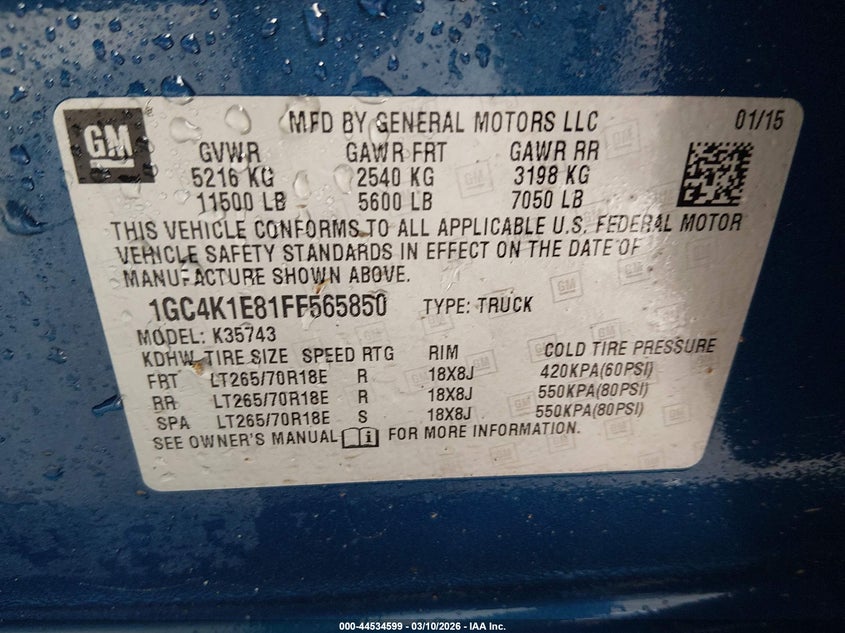 GM
MFD BY GENERAL MOTORS LLC 01/15
GVWR GAWR FRT GAWR RR
5216 KG 2540 KG 3198 KG
11500 LB 5600 LB 7050 LB
THIS VEHICLE CONFORMS TO ALL APPLICABLE U.S. FEDERAL MOTOR
VEHICLE SAFETY STANDARDS IN EFFECT ON THE DATE OF
MANUFACTURE SHOWN ABOVE.
1GC4K1E81FF565850 TYPE: TRUCK
MODEL: K35743
KDHW TIRE SIZE SPEED RTG RIM COLD TIRE PRESSURE
FRT LT265/70R18E R 18X8J 420KPA(60PSI)
RR LT265/70R18E R 18X8J 550KPA(80PSI)
SPA LT265/70R18E S 18X8J 550KPA(80PSI)
SEE OWNER'S MANUAL i FOR MORE INFORMATION.
000-44534599 — 03/10/2026 — IAA Inc.